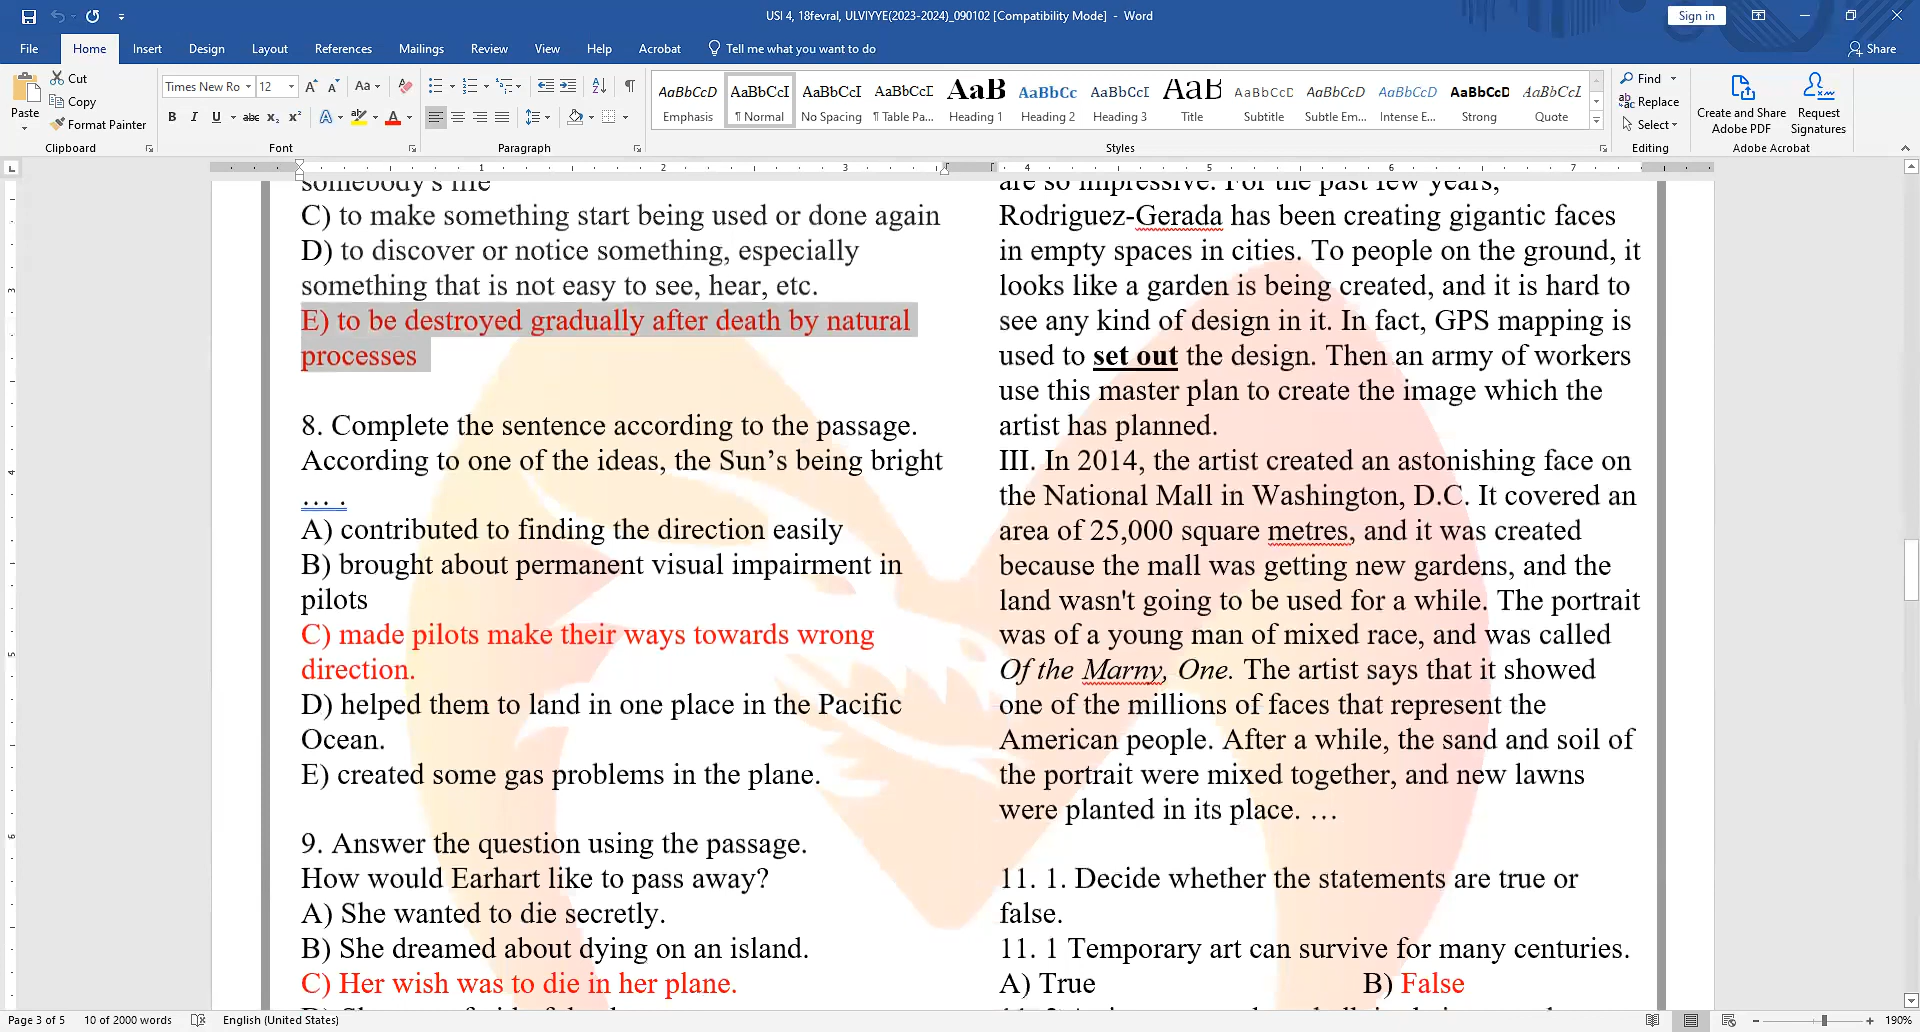 USI 4, 18fevral, ULVIYYE(2023-2024)_090102 [Compatibility Mode] - Word
Sign in
File Home Insert Design Layout References Mailings Review View Help Acrobat Tell me what you want to do
Share
Paste
Cut
Copy
Format Painter
Clipboard
Times New Ro 12
Font
Paragraph
AaBbCcD AaBbCcI AaBbCcI AaBbCcI AaB AaBbCc AaBbCcI AaB AaBbCcC AaBbCcD AaBbCcD AaBbCcD AaBbCcI
Emphasis ¶ Normal No Spacing ¶ Table Pa... Heading 1 Heading 2 Heading 3 Title Subtitle Subtle Em... Intense E... Strong Quote
Styles
Find
Replace
Select
Editing
Create and Share Adobe PDF
Request Signatures
Adobe Acrobat
1 2 3 4 5 6 7
somebody's life
C) to make something start being used or done again
D) to discover or notice something, especially
something that is not easy to see, hear, etc.
E) to be destroyed gradually after death by natural
processes
8. Complete the sentence according to the passage.
According to one of the ideas, the Sun’s being bright
… .
A) contributed to finding the direction easily
B) brought about permanent visual impairment in
pilots
C) made pilots make their ways towards wrong
direction.
D) helped them to land in one place in the Pacific
Ocean.
E) created some gas problems in the plane.
9. Answer the question using the passage.
How would Earhart like to pass away?
A) She wanted to die secretly.
B) She dreamed about dying on an island.
C) Her wish was to die in her plane.
are so impressive. For the past few years,
Rodriguez-Gerada has been creating gigantic faces
in empty spaces in cities. To people on the ground, it
looks like a garden is being created, and it is hard to
see any kind of design in it. In fact, GPS mapping is
used to set out the design. Then an army of workers
use this master plan to create the image which the
artist has planned.
III. In 2014, the artist created an astonishing face on
the National Mall in Washington, D.C. It covered an
area of 25,000 square metres, and it was created
because the mall was getting new gardens, and the
land wasn't going to be used for a while. The portrait
was of a young man of mixed race, and was called
Of the Marny, One. The artist says that it showed
one of the millions of faces that represent the
American people. After a while, the sand and soil of
the portrait were mixed together, and new lawns
were planted in its place. …
11. 1. Decide whether the statements are true or
false.
11. 1 Temporary art can survive for many centuries.
A) True B) False
Page 3 of 5 10 of 2000 words English (United States)
190%